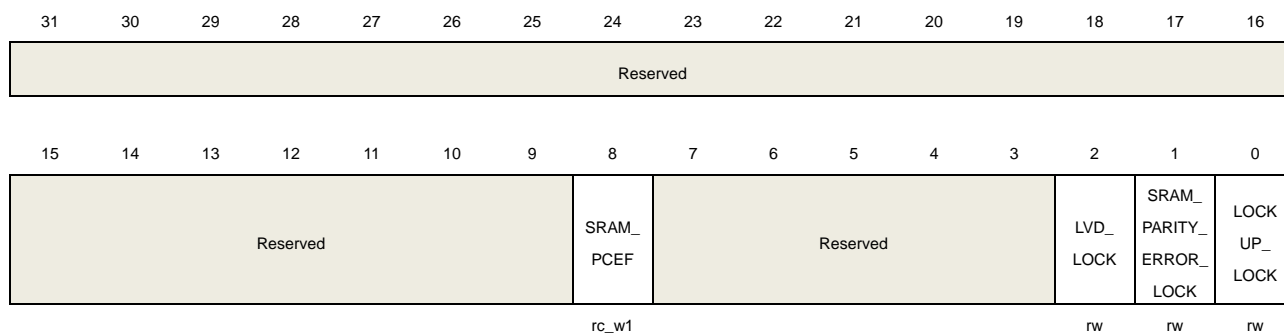 31 30 29 28 27 26 25 24 23 22 21 20 19 18 17 16
Reserved
15 14 13 12 11 10 9 8 7 6 5 4 3 2 1 0
Reserved
SRAM_
PCEF
Reserved
LVD_
LOCK
SRAM_
PARITY_
ERROR_
LOCK
LOCK
UP_
LOCK
rc_w1 rw rw rw